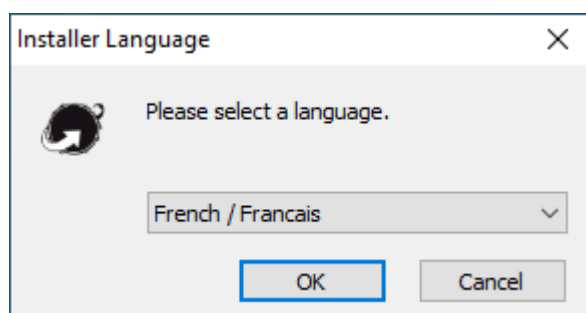 Installer Language
Please select a language.
French / Francais
OK
Cancel